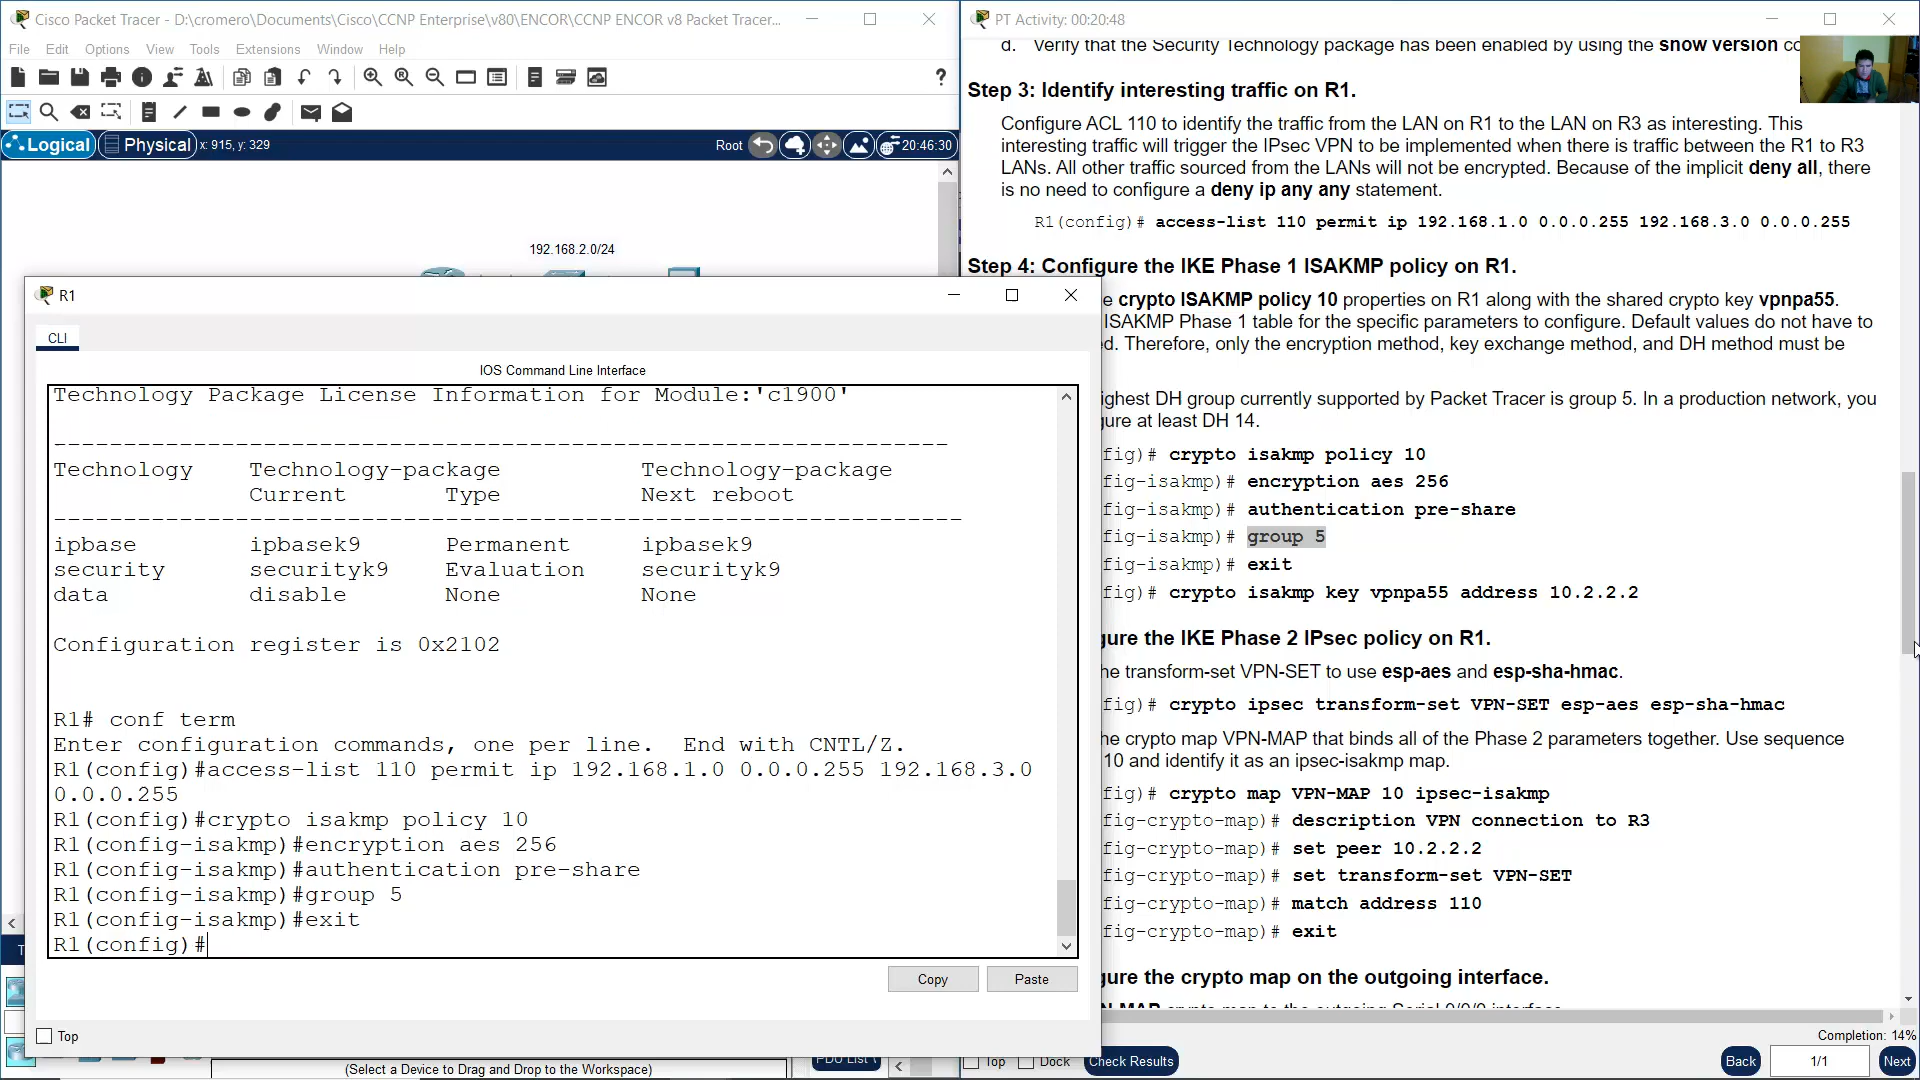 Cisco Packet Tracer - D:\cromero\Documents\Cisco\CCNP Enterprise\v80\ENCOR\CCNP ENCOR v8 Packet Tracer...
File Edit Options View Tools Extensions Window Help
Logical Physical x: 915, y: 329
Root 20:46:30
192.168.2.0/24
R1
CLI
IOS Command Line Interface
Technology Package License Information for Module:'c1900'
----------------------------------------------------------------
Technology Technology-package Technology-package
Current Type Next reboot
-----------------------------------------------------------------
ipbase ipbasek9 Permanent ipbasek9
security securityk9 Evaluation securityk9
data disable None None
Configuration register is 0x2102
R1# conf term
Enter configuration commands, one per line. End with CNTL/Z.
R1(config)#access-list 110 permit ip 192.168.1.0 0.0.0.255 192.168.3.0
0.0.0.255
R1(config)#crypto isakmp policy 10
R1(config-isakmp)#encryption aes 256
R1(config-isakmp)#authentication pre-share
R1(config-isakmp)#group 5
R1(config-isakmp)#exit
R1(config)#
Copy Paste
Top
(Select a Device to Drag and Drop to the Workspace)
PT Activity: 00:20:48
d. Verify that the Security Technology package has been enabled by using the show version co
Step 3: Identify interesting traffic on R1.
Configure ACL 110 to identify the traffic from the LAN on R1 to the LAN on R3 as interesting. This
interesting traffic will trigger the IPsec VPN to be implemented when there is traffic between the R1 to R3
LANs. All other traffic sourced from the LANs will not be encrypted. Because of the implicit deny all, there
is no need to configure a deny ip any any statement.
R1(config)# access-list 110 permit ip 192.168.1.0 0.0.0.255 192.168.3.0 0.0.0.255
Step 4: Configure the IKE Phase 1 ISAKMP policy on R1.
e crypto ISAKMP policy 10 properties on R1 along with the shared crypto key vpnpa55.
ISAKMP Phase 1 table for the specific parameters to configure. Default values do not have to
d. Therefore, only the encryption method, key exchange method, and DH method must be
ighest DH group currently supported by Packet Tracer is group 5. In a production network, you
gure at least DH 14.
fig)# crypto isakmp policy 10
fig-isakmp)# encryption aes 256
fig-isakmp)# authentication pre-share
fig-isakmp)# group 5
fig-isakmp)# exit
fig)# crypto isakmp key vpnpa55 address 10.2.2.2
gure the IKE Phase 2 IPsec policy on R1.
he transform-set VPN-SET to use esp-aes and esp-sha-hmac.
fig)# crypto ipsec transform-set VPN-SET esp-aes esp-sha-hmac
he crypto map VPN-MAP that binds all of the Phase 2 parameters together. Use sequence
10 and identify it as an ipsec-isakmp map.
fig)# crypto map VPN-MAP 10 ipsec-isakmp
fig-crypto-map)# description VPN connection to R3
fig-crypto-map)# set peer 10.2.2.2
fig-crypto-map)# set transform-set VPN-SET
fig-crypto-map)# match address 110
fig-crypto-map)# exit
gure the crypto map on the outgoing interface.
Completion: 14%
Top Dock Check Results Back 1/1 Next